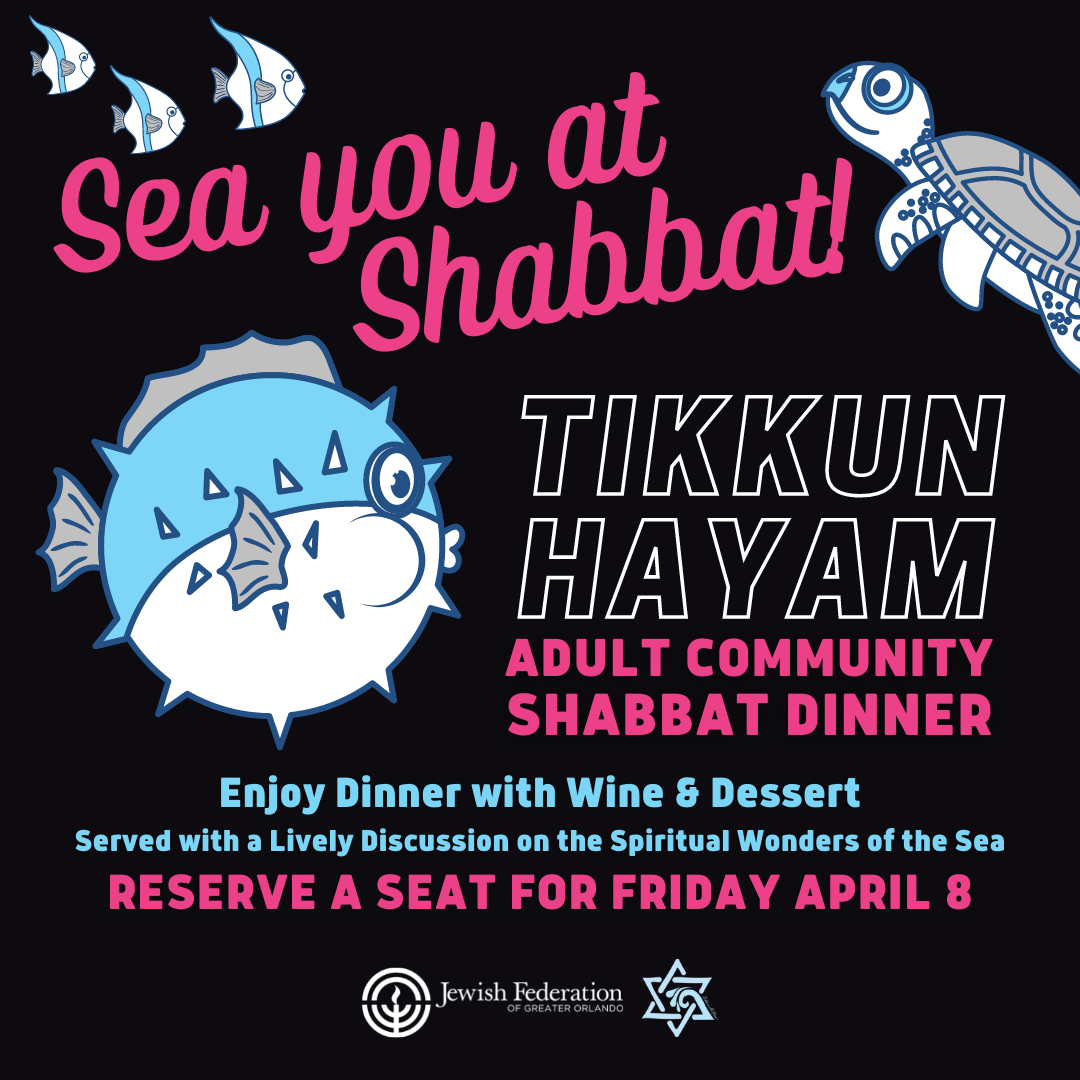 Sea you at
Shabbat!
TIKKUN
HAYAM
ADULT COMMUNITY
SHABBAT DINNER
Enjoy Dinner with Wine & Dessert
Served with a Lively Discussion on the Spiritual Wonders of the Sea
RESERVE A SEAT FOR FRIDAY APRIL 8
Jewish Federation
OF GREATER ORLANDO